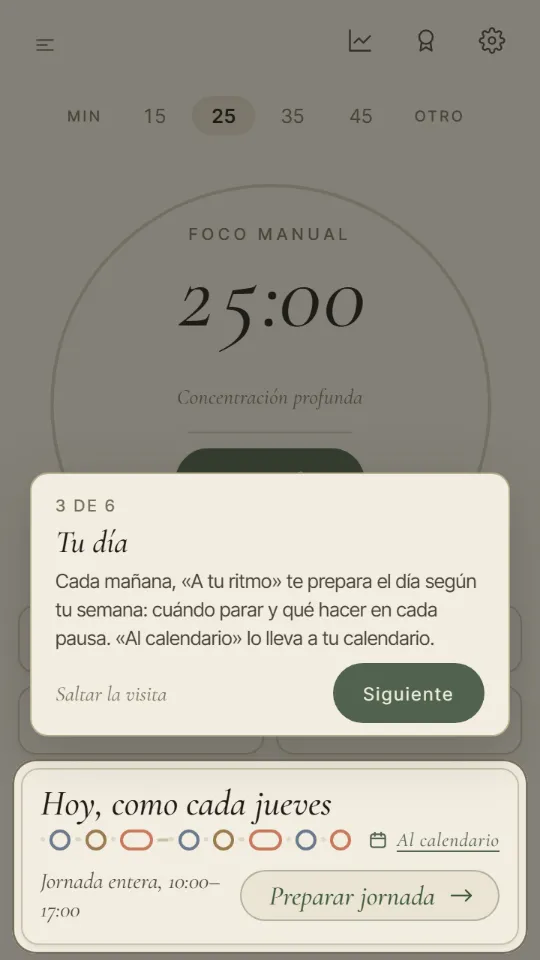 MIN 15 25 35 45 OTRO
FOCO MANUAL
25:00
Concentración profunda
3 DE 6
Tu día
Cada mañana, «A tu ritmo» te prepara el día según
tu semana: cuándo parar y qué hacer en cada
pausa. «Al calendario» lo lleva a tu calendario.
Saltar la visita
Siguiente
Hoy, como cada jueves
Al calendario
Jornada entera, 10:00–
17:00
Preparar jornada →